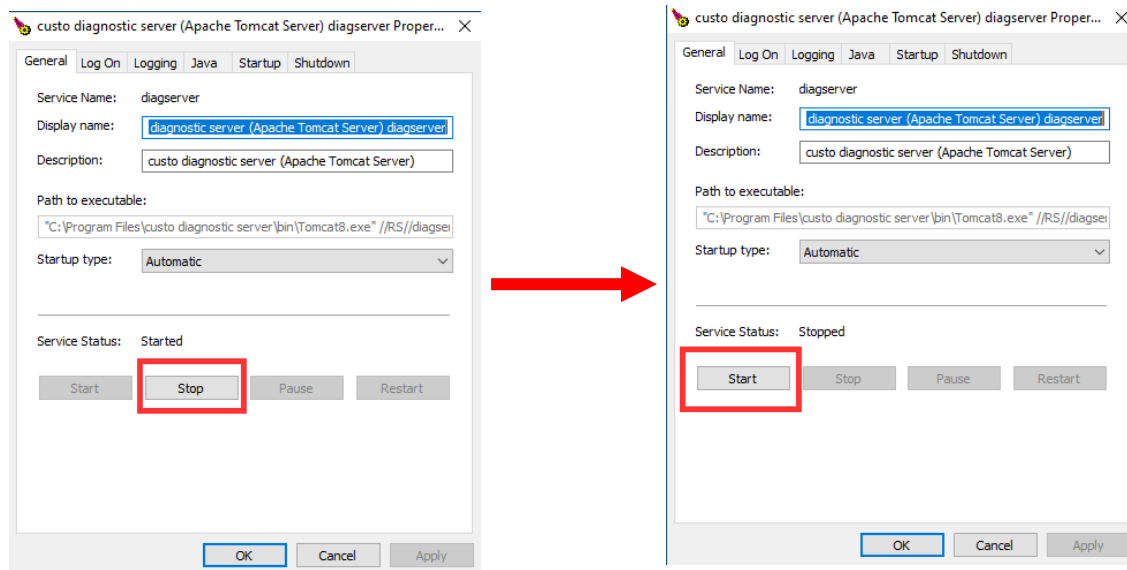 custo diagnostic server (Apache Tomcat Server) diagserver Proper...
General Log On Logging Java Startup Shutdown
Service Name: diagserver
Display name: diagnostic server (Apache Tomcat Server) diagserver
Description: custo diagnostic server (Apache Tomcat Server)
Path to executable:
"C:\Program Files\custo diagnostic server\bin\Tomcat8.exe" //RS//diagser
Startup type: Automatic
Service Status: Started
Start Stop Pause Restart
OK Cancel Apply
custo diagnostic server (Apache Tomcat Server) diagserver Proper...
General Log On Logging Java Startup Shutdown
Service Name: diagserver
Display name: diagnostic server (Apache Tomcat Server) diagserver
Description: custo diagnostic server (Apache Tomcat Server)
Path to executable:
"C:\Program Files\custo diagnostic server\bin\Tomcat8.exe" //RS//diagser
Startup type: Automatic
Service Status: Stopped
Start Stop Pause Restart
OK Cancel Apply